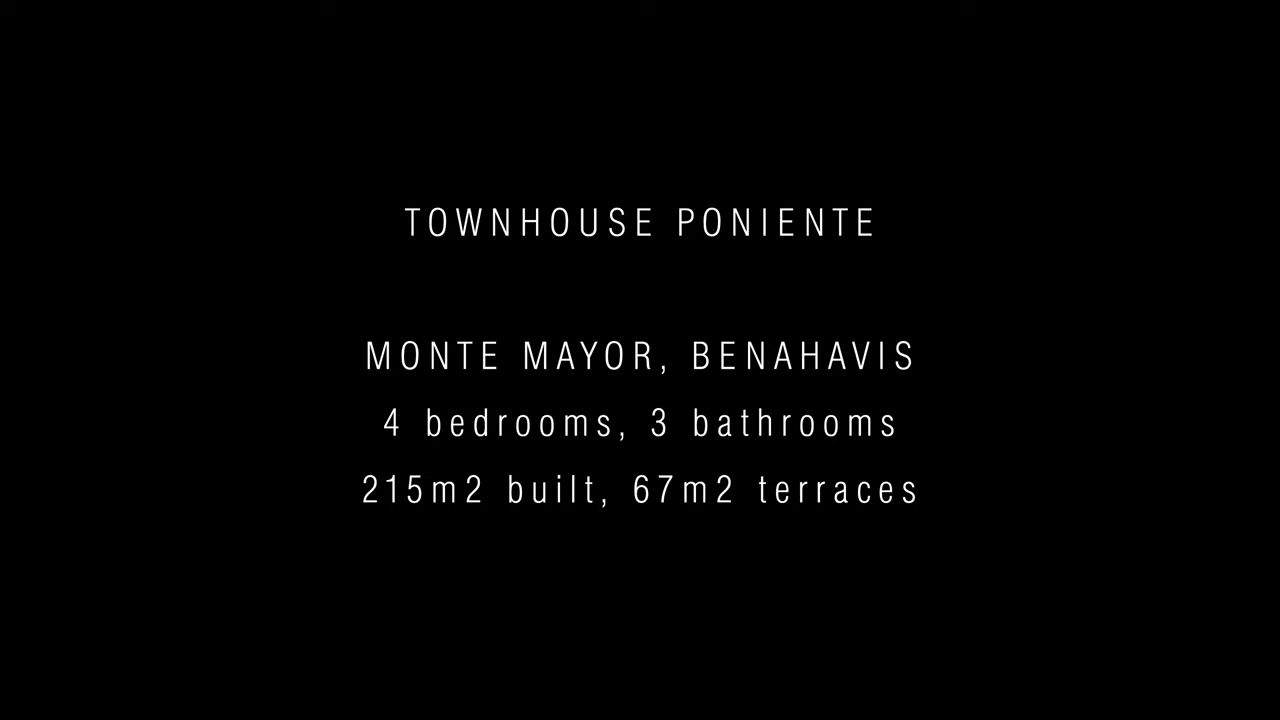 TOWNHOUSE PONIENTE
MONTE MAYOR, BENAHAVIS
4 bedrooms, 3 bathrooms
215m2 built, 67m2 terraces